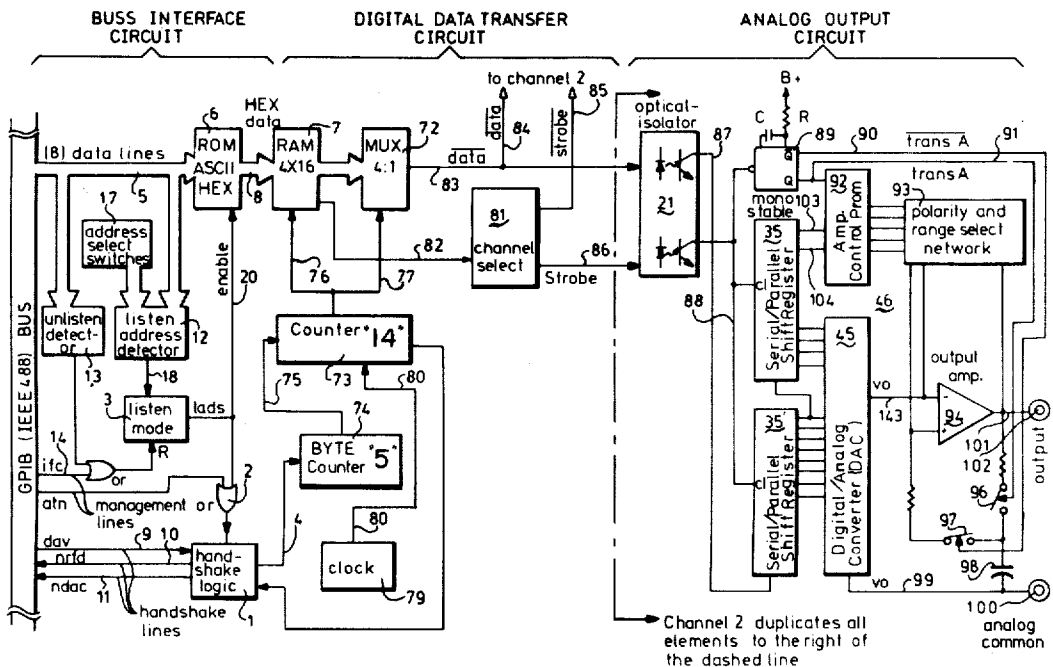 BUSS INTERFACE
CIRCUIT
DIGITAL DATA TRANSFER
CIRCUIT
ANALOG OUTPUT
CIRCUIT
to channel 2
B+
6
HEX
data
7
72
data
85
optical-
isolator
87
C
R
89
90
trans A
91
(8) data lines
ROM
ASCII
HEX
RAM
4X16
MUX
4:1
data
84
strobe
Q
Q
trans A
5
8
83
mono
stable
92
Amp.
Control Prom
93
polarity and
range select
network
17
address
select
switches
21
103
81
channel
select
82
86
Strobe
35
Serial/Parallel
Shift Register
104
enable
20
76
77
cl
88
46
unlisten
detect-
or
listen
address
detector
12
Counter "14"
45
13
18
75
73
80
output
amp.
3
listen
mode
lads
74
vo
143
-
+
94
R
BYTE
Counter "5"
35'
Serial/Parallel
Shift Register
101
102
output
GPIB (IEEE 488) BUS
14
ifc
or
atn
management
lines
or
2
cl
Digital/Analog
Converter (DAC)
96
80
97
dav
9
10
nrfd
4
hand-
shake
logic
clock
98
ndac
11
1
79
vo
99
handshake
lines
100
analog
common
Channel 2 duplicates all
elements to the right of
the dashed line